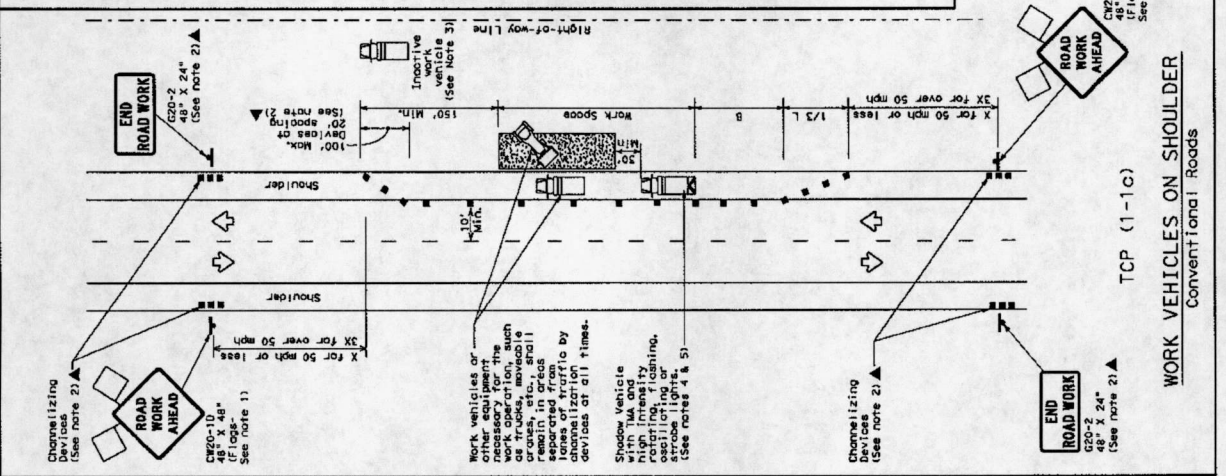 Right-of-way Line
Inactive
work
vehicle
(See Note 3)
END
ROAD WORK
G20-2
48" X 24"
(See note 2)▲
100' Max.
Devices at
20' spacing
(See note 2)▲
150' Min.
Work Space
30'
Min
B
1/3 L
X for 50 mph or less
3X for over 50 mph
ROAD
WORK
AHEAD
48"
See
Shoulder
10'
Min.
Shoulder
Channelizing
Devices
(See note 2)▲
ROAD
WORK
AHEAD
CW20-1D
48" X 48"
(Flags-
See note 1)
X for 50 mph or less
3X for over 50 mph
Work vehicles or
other equipment
necessary for the
work operation, such
as trucks, moveable
cranes, etc., shall
remain in areas
separated from
lanes of traffic by
channelization
devices at all times.
Shadow Vehicle
with TMA and
high intensity
rotating, flashing,
oscillating or
strobe lights.
(See notes 4 & 5)
Channelizing
Devices
(See note 2)▲
END
ROAD WORK
G20-2
48" X 24"
(See note 2)▲
TCP (1-1c)
WORK VEHICLES ON SHOULDER
Conventional Roads